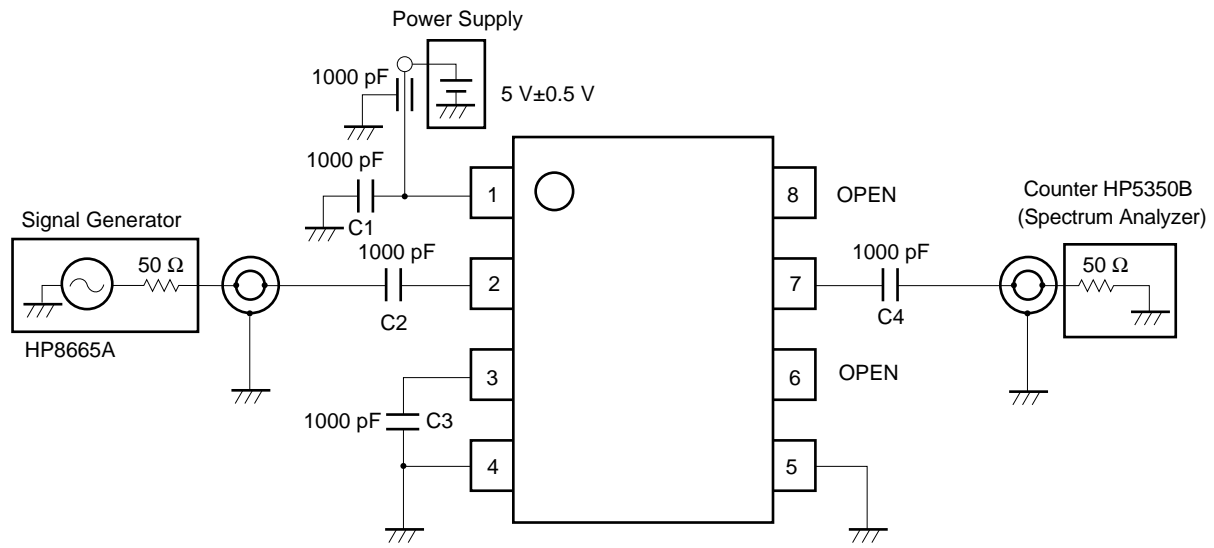 Power Supply
1000 pF
5 V±0.5 V
1000 pF
C1
1
8
OPEN
Counter HP5350B
(Spectrum Analyzer)
Signal Generator
50 Ω
HP8665A
1000 pF
C2
2
7
1000 pF
C4
50 Ω
3
6
OPEN
1000 pF
C3
4
5